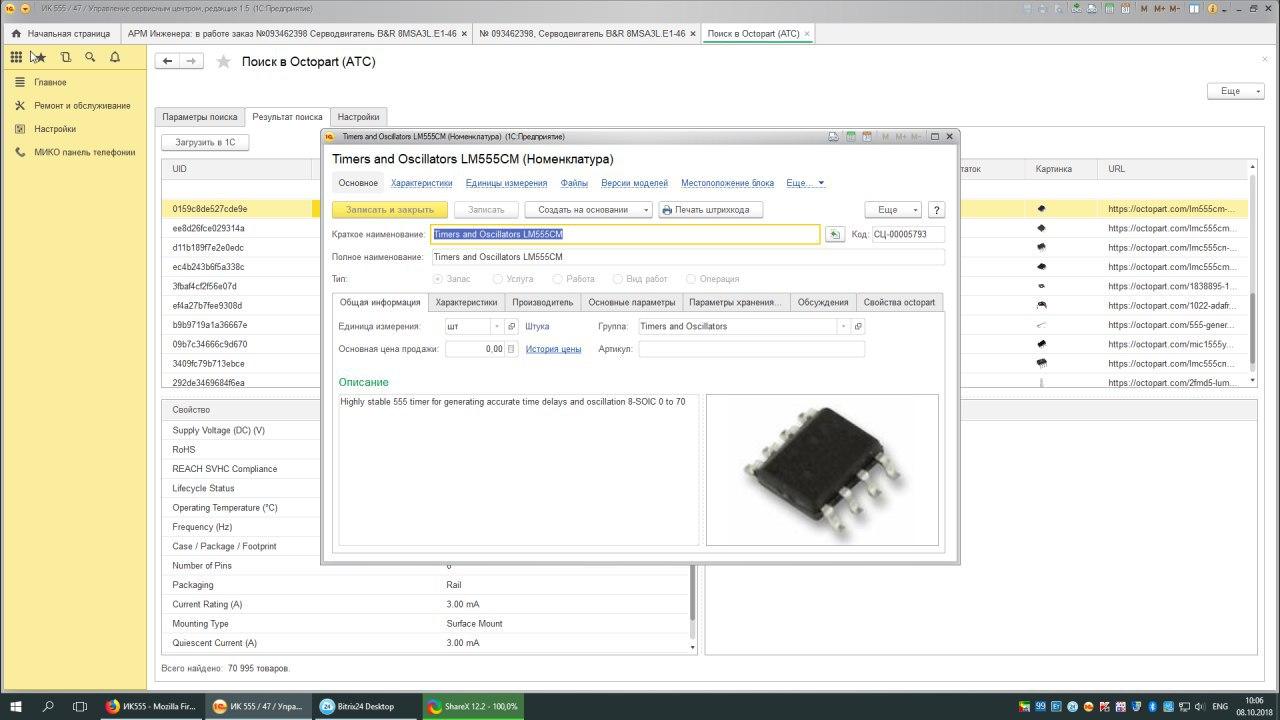 ИК 555 / 47 / Управление сервисным центром, редакция 1.5 (1С:Предприятие)
M M+ M-
Начальная страница
АРМ Инженера: в работе заказ №093462398 Серводвигатель B&R 8MSA3L.E1-46 ×
№ 093462398, Серводвигатель B&R 8MSA3L.E1-46 ×
Поиск в Octopart (АТС) ×
Поиск в Octopart (АТС)
Еще
Главное
Ремонт и обслуживание
Настройки
МИКО панель телефонии
Параметры поиска
Результат поиска
Настройки
Загрузить в 1С
UID
таток
Картинка
URL
0159c8de527cde9e
https://octopart.com/lm555cm-...
ee8d26fce029314a
https://octopart.com/lmc555cm...
d11b189f7e2e0edc
https://octopart.com/lmc555cn...
ec4b243b6f5a338c
https://octopart.com/lmc555cm...
3fbaf4cf2f56e07d
https://octopart.com/1838895-1...
ef4a27b7fee9308d
https://octopart.com/1022-adafr...
b9b9719a1a36667e
https://octopart.com/555-gener...
09b7c34666c9d670
https://octopart.com/mic1555y...
3409fc79b713ebce
https://octopart.com/lm555cn...
292de3469684f6ea
https://octopart.com/2fmd5-lum...
Timers and Oscillators LM555CM (Номенклатура) (1С:Предприятие)
M M+ M-
Timers and Oscillators LM555CM (Номенклатура)
Основное
Характеристики
Единицы измерения
Файлы
Версии моделей
Местоположение блока
Еще...
Записать и закрыть
Записать
Создать на основании
Печать штрихкода
Еще
?
Краткое наименование:
Timers and Oscillators LM555CM
Код:
СЦ-00005793
Полное наименование:
Timers and Oscillators LM555CM
Тип:
Запас
Услуга
Работа
Вид работ
Операция
Общая информация
Характеристики
Производитель
Основные параметры
Параметры хранения...
Обсуждения
Свойства octopart
Единица измерения:
шт
Штука
Группа:
Timers and Oscillators
Основная цена продажи:
0,00
История цены
Артикул:
Описание
Highly stable 555 timer for generating accurate time delays and oscillation 8-SOIC 0 to 70
Свойство
Supply Voltage (DC) (V)
RoHS
REACH SVHC Compliance
Lifecycle Status
Operating Temperature (°C)
Frequency (Hz)
Case / Package / Footprint
Number of Pins
Packaging
Rail
Current Rating (A)
3.00 mA
Mounting Type
Surface Mount
Quiescent Current (A)
3.00 mA
Всего найдено: 70 995 товаров.
ИК555 - Mozilla Fir...
ИК 555 / 47 / Упра...
24
Bitrix24 Desktop
ShareX 12.2 - 100,0%
99
ENG
10:06
08.10.2018